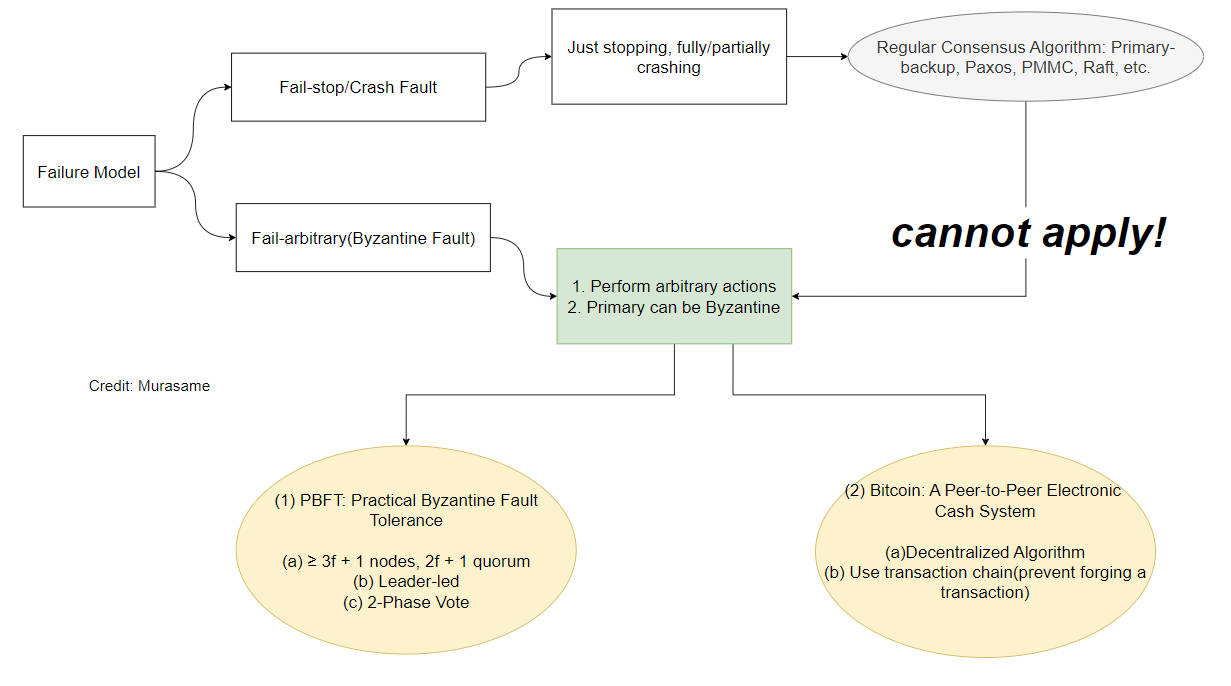 Just stopping, fully/partially
crashing
Regular Consensus Algorithm: Primary-
backup, Paxos, PMMC, Raft, etc.
Fail-stop/Crash Fault
Failure Model
Fail-arbitrary(Byzantine Fault)
cannot apply!
1. Perform arbitrary actions
2. Primary can be Byzantine
Credit: Murasame
(1) PBFT: Practical Byzantine Fault
Tolerance
(a) ≥ 3f + 1 nodes, 2f + 1 quorum
(b) Leader-led
(c) 2-Phase Vote
(2) Bitcoin: A Peer-to-Peer Electronic
Cash System
(a)Decentralized Algorithm
(b) Use transaction chain(prevent forging a
transaction)